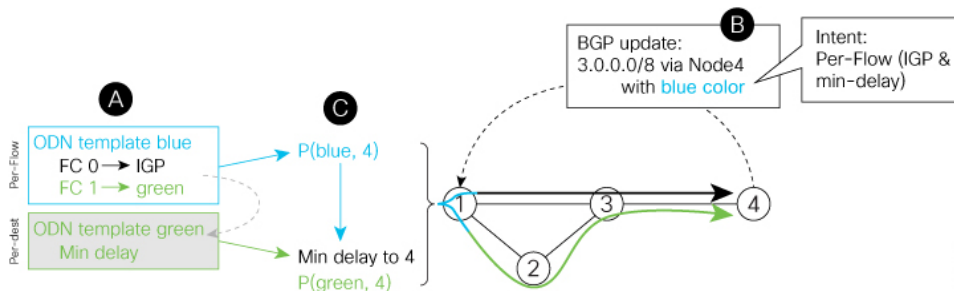 A
Per-Flow
ODN template blue
FC 0 → IGP
FC 1 → green
Per-dest
ODN template green
Min delay
C
P(blue, 4)
Min delay to 4
P(green, 4)
B
BGP update:
3.0.0.0/8 via Node4
with blue color
Intent:
Per-Flow (IGP &
min-delay)
1
3
4
2